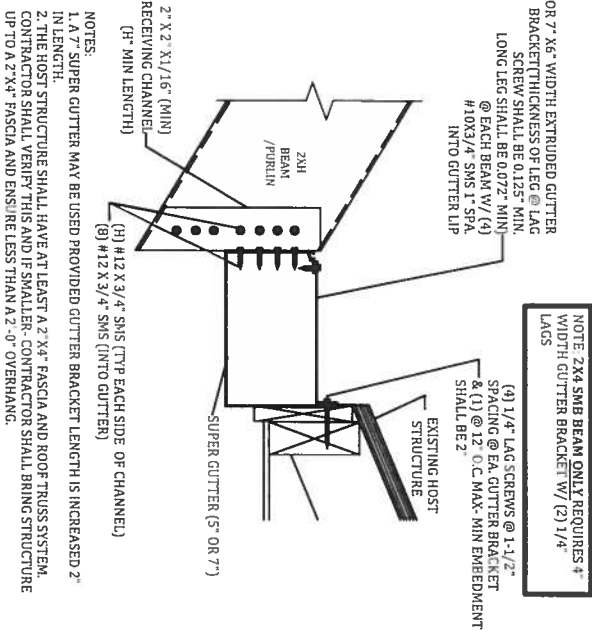 OR 7" X6" WIDTH EXTRUDED GUTTER
BRACKET(THICKNESS OF LEG @ LAG
SCREW SHALL BE 0.125" MIN.
LONG LEG SHALL BE 0.072" MIN)
@ EACH BEAM W/ (4)
#10X3/4" SMS 1" SPA.
INTO GUTTER LIP
NOTE: 2X4 SMB BEAM ONLY REQUIRES 4"
WIDTH GUTTER BRACKET W/ (2) 1/4"
LAGS
(4) 1/4" LAG SCREWS @ 1-1/2"
SPACING @ EA. GUTTER BRACKET
& (1) @ 12" O.C. MAX- MIN EMBEDMENT
SHALL BE 2"
EXISTING HOST
STRUCTURE
2XH
BEAM
/PURLIN
2" X 2" X1/16" (MIN)
RECEIVING CHANNEL
(H" MIN LENGTH)
SUPER GUTTER (5" OR 7")
(H) #12 X 3/4" SMS (TYP EACH SIDE OF CHANNEL)
(8) #12 X 3/4" SMS (INTO GUTTER)
NOTES:
1. A 7" SUPER GUTTER MAY BE USED PROVIDED GUTTER BRACKET LENGTH IS INCREASED 2"
IN LENGTH.
2. THE HOST STRUCTURE SHALL HAVE AT LEAST A 2"X4" FASCIA AND ROOF TRUSS SYSTEM.
CONTRACTOR SHALL VERIFY THIS AND IF SMALLER- CONTRACTOR SHALL BRING STRUCTURE
UP TO A 2"X4" FASCIA AND ENSURE LESS THAN A 2'-0" OVERHANG.